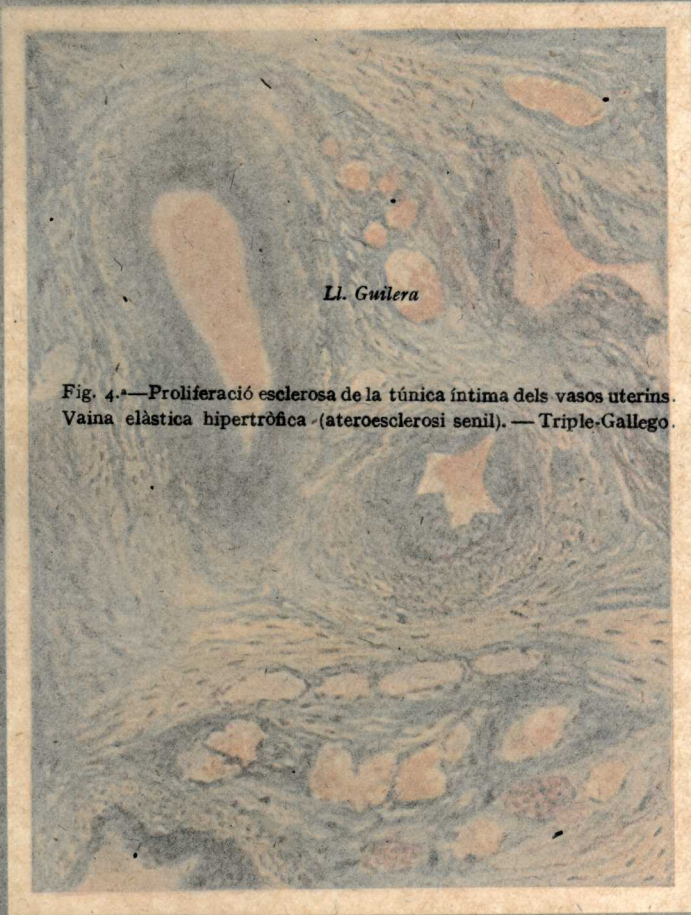 Ll. Guilera
Fig. 4.ª—Proliferació esclerosa de la túnica íntima dels vasos uterins.
Vaina elàstica hipertròfica (ateroesclerosi senil). — Triple-Gallego.